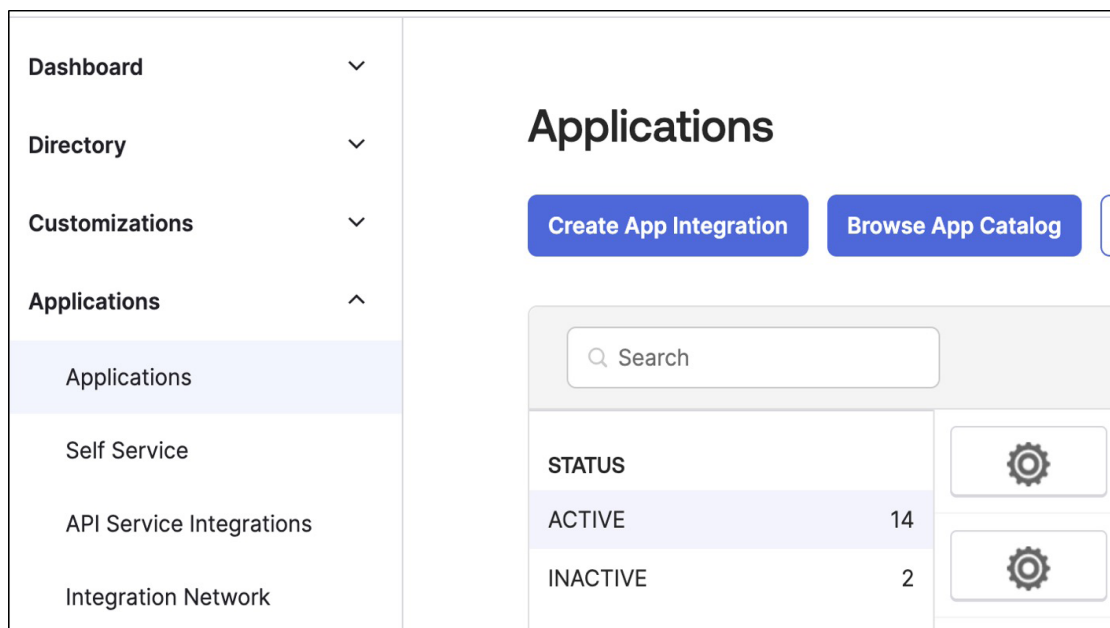 Dashboard
Directory
Customizations
Applications
Applications
Self Service
API Service Integrations
Integration Network
Applications
Create App Integration
Browse App Catalog
Search
STATUS
ACTIVE 14
INACTIVE 2